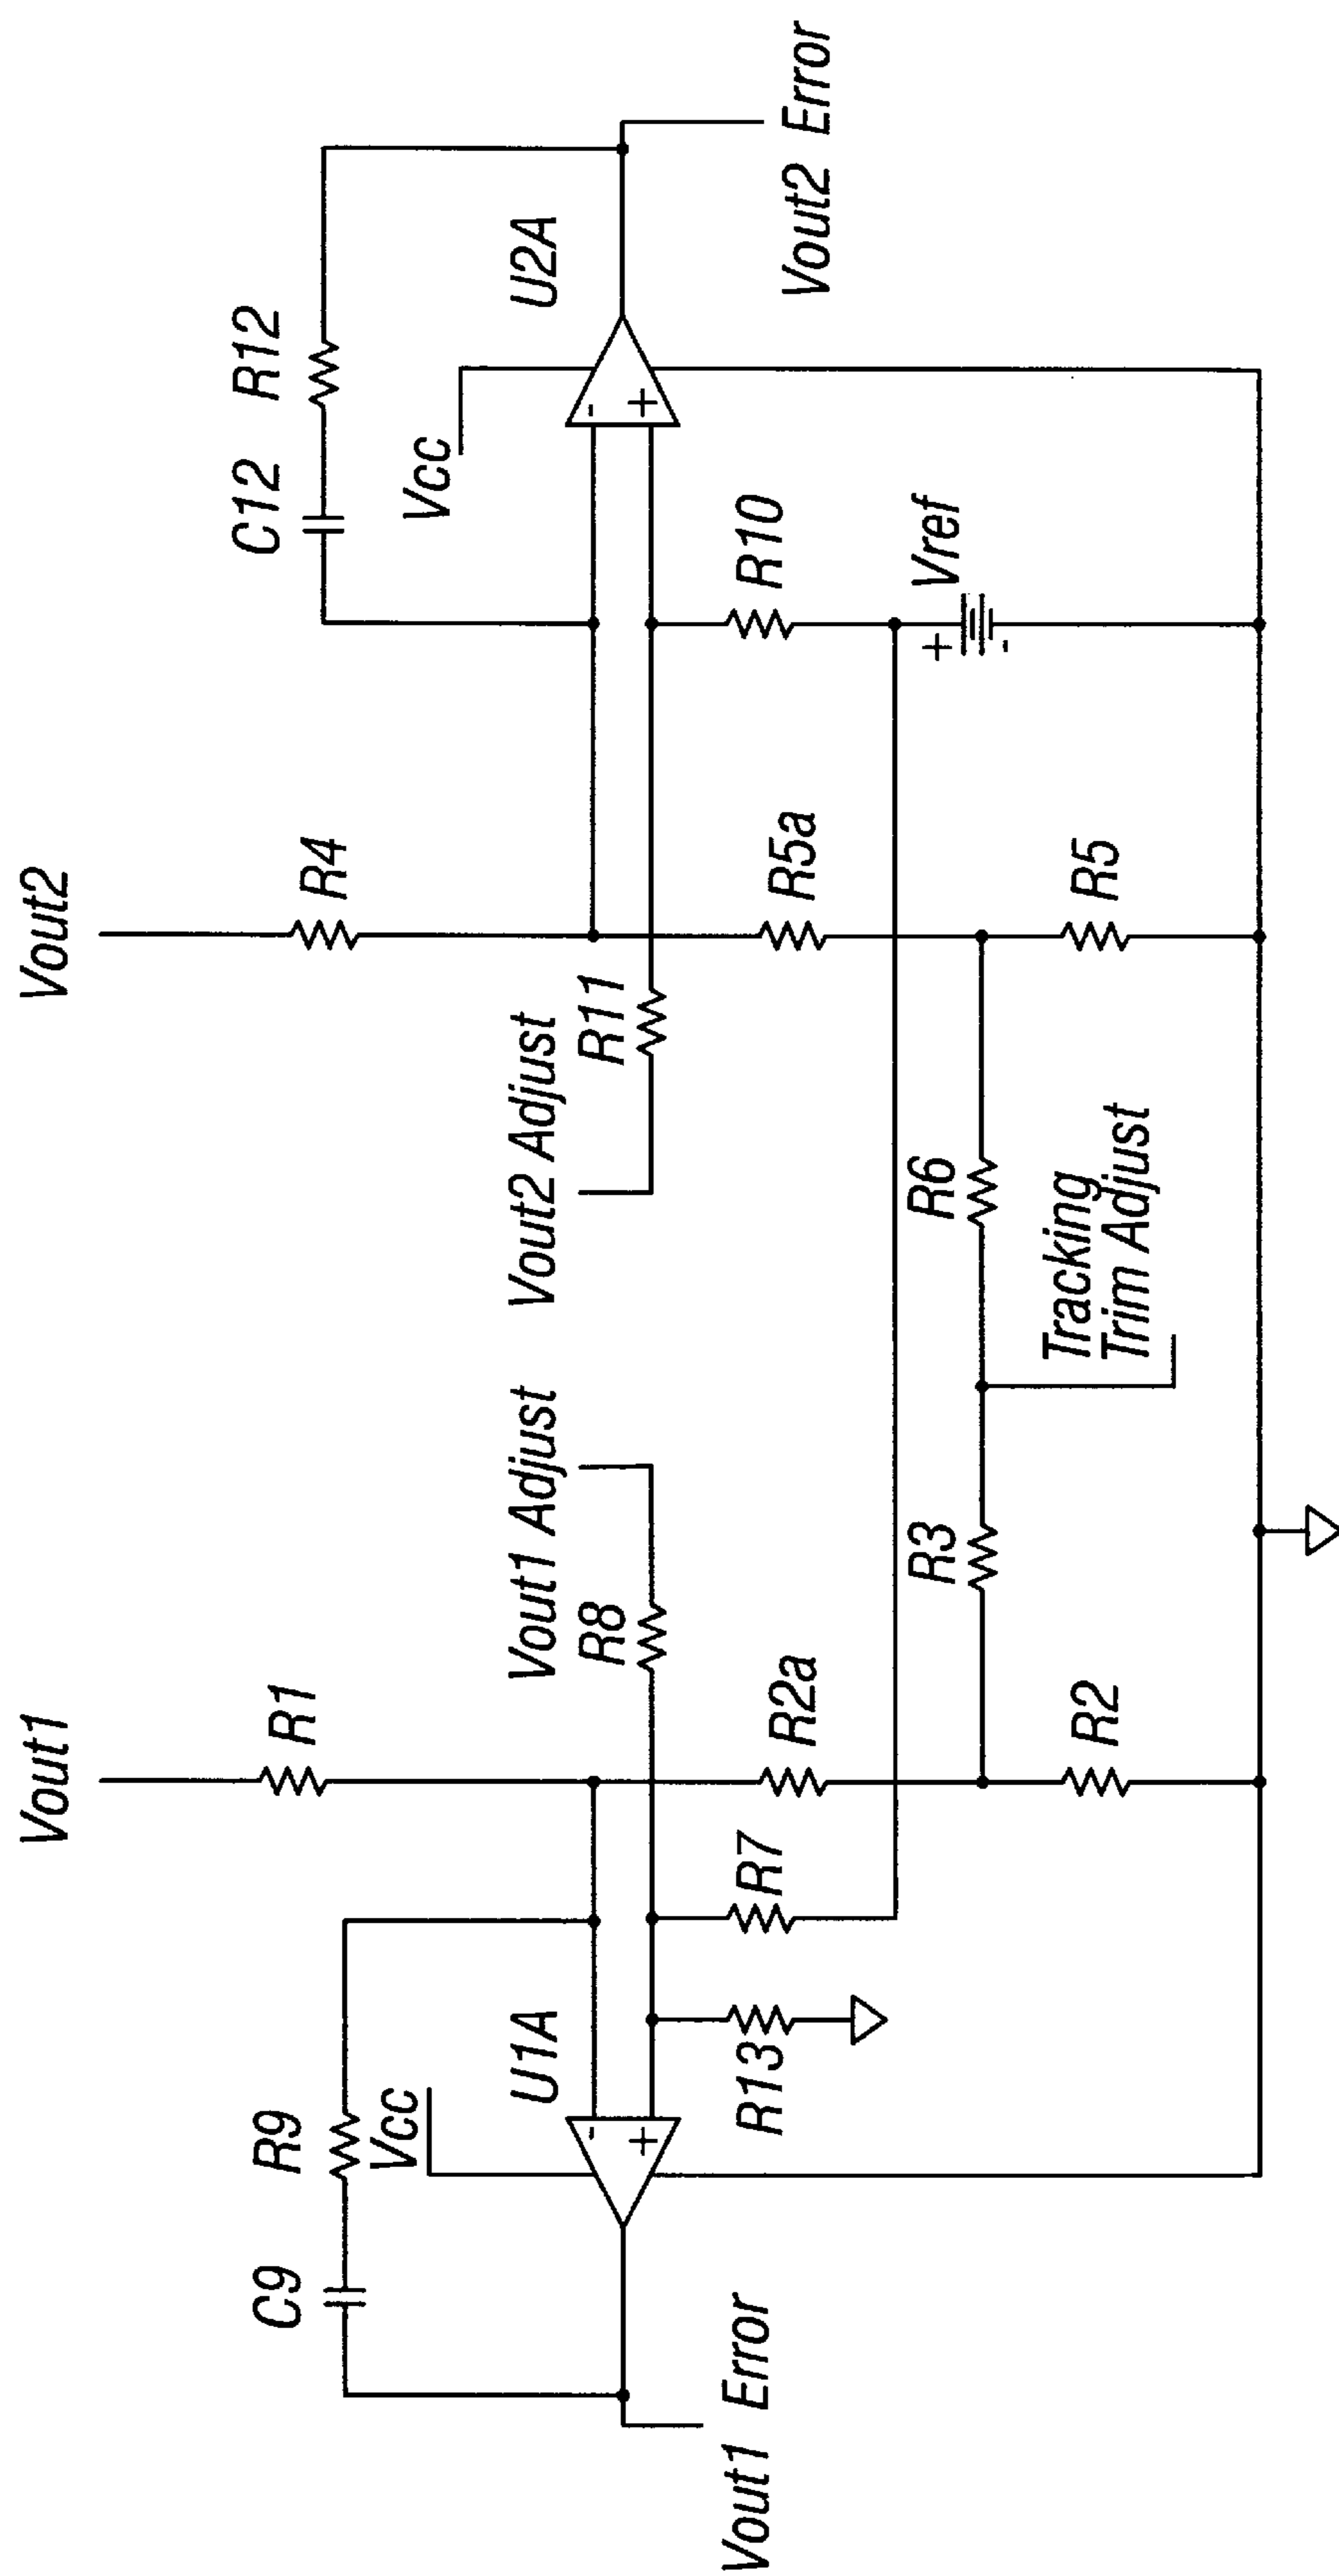 Vout1
Vout2
C9
R9
R1
R4
C12
R12
Vcc
Vcc
U1A
Vout1 Adjust
Vout2 Adjust
U2A
-
+
R8
R11
-
+
R13
R7
R2a
R5a
R10
Vout1 Error
Vout2 Error
R3
R6
+
Vref
-
Tracking
Trim Adjust
R2
R5